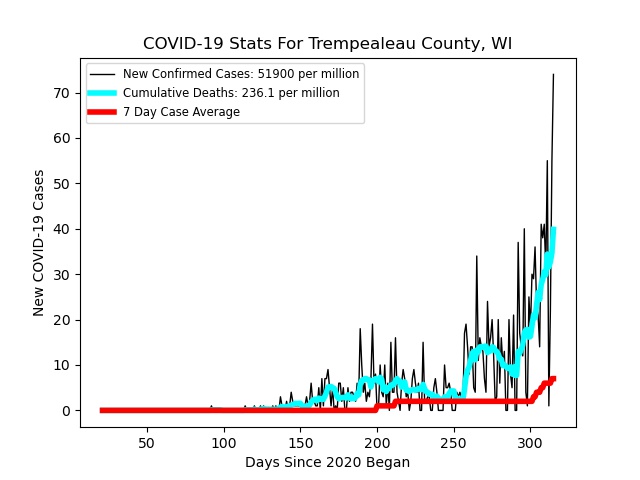 COVID-19 Stats For Trempealeau County, WI
New Confirmed Cases: 51900 per million
Cumulative Deaths: 236.1 per million
7 Day Case Average
New COVID-19 Cases
70
60
50
40
30
20
10
0
50 100 150 200 250 300
Days Since 2020 Began